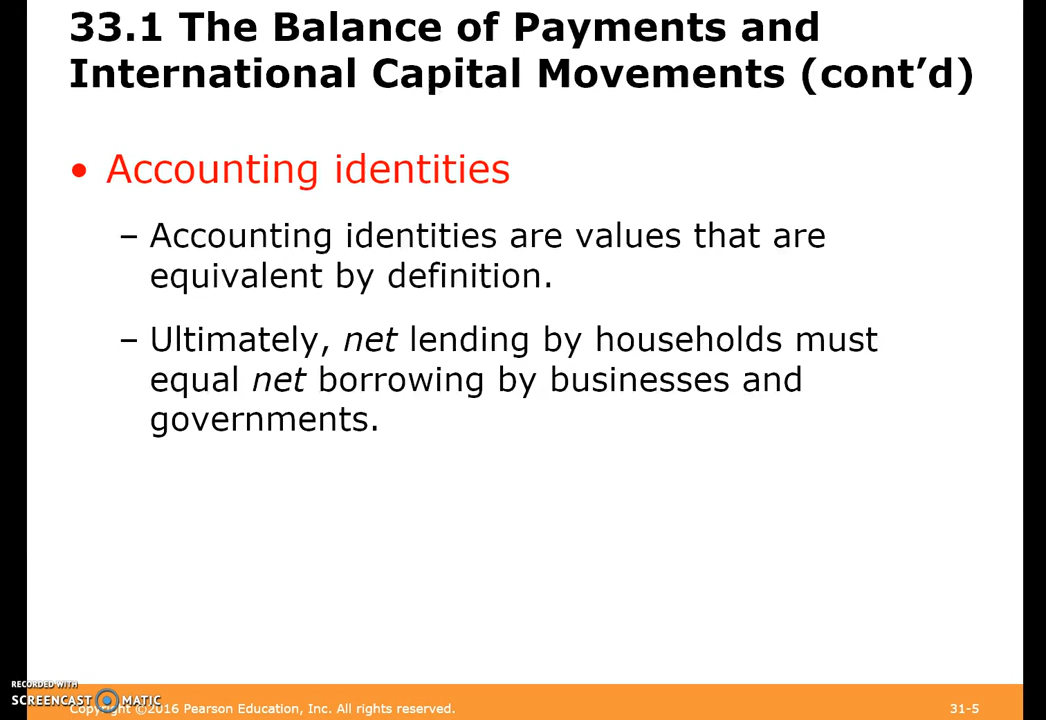 33.1 The Balance of Payments and
International Capital Movements (cont’d)
• Accounting identities
– Accounting identities are values that are
equivalent by definition.
– Ultimately, net lending by households must
equal net borrowing by businesses and
governments.
RECORDED WITH
SCREENCAST MATIC
Copyright ©2016 Pearson Education, Inc. All rights reserved.
31-5